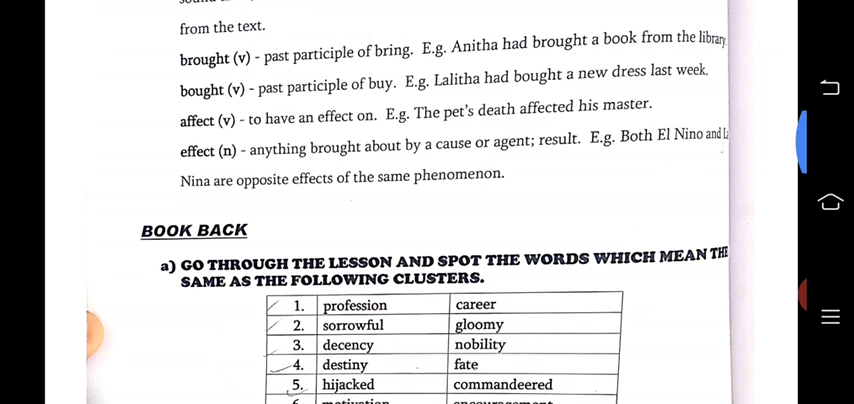 from the text.
brought (v) - past participle of bring. E.g. Anitha had brought a book from the library
bought (v) - past participle of buy. E.g. Lalitha had bought a new dress last week.
affect (v) - to have an effect on. E.g. The pet's death affected his master.
effect (n) - anything brought about by a cause or agent; result. E.g. Both El Nino and
Nina are opposite effects of the same phenomenon.
BOOK BACK
a) GO THROUGH THE LESSON AND SPOT THE WORDS WHICH MEAN THE
SAME AS THE FOLLOWING CLUSTERS.
1. profession career
2. sorrowful gloomy
3. decency nobility
4. destiny fate
5. hijacked commandeered